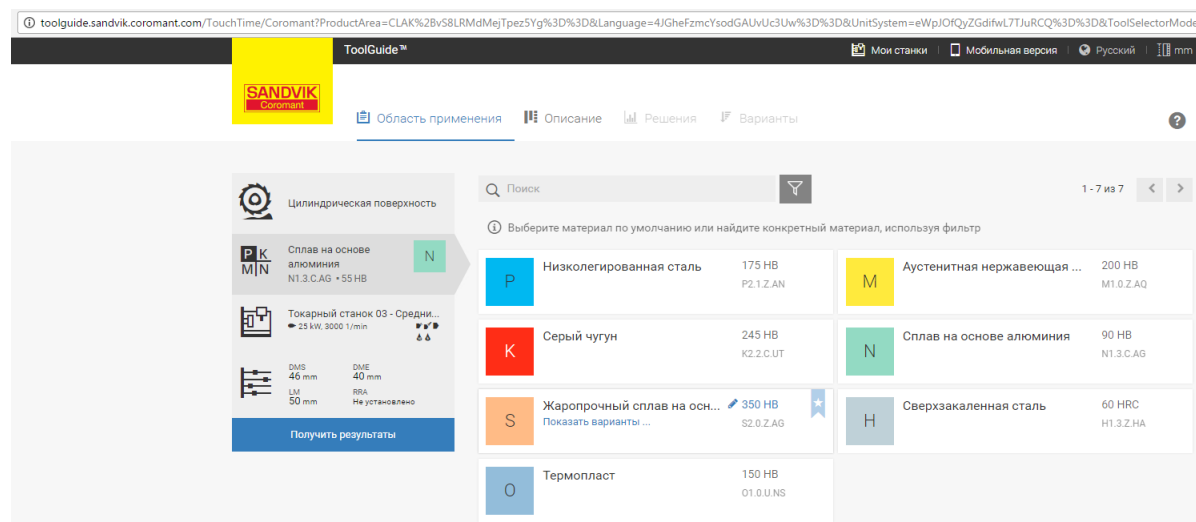 toolguide.sandvik.coromant.com/TouchTime/Coromant?ProductArea=CLAK%2BvS8LRMdMejTpez5Yg%3D%3D&Language=4JGheFzmcYsodGAUvUc3Uw%3D%3D&UnitSystem=eWpJOfQyZGdifwL7TJuRCQ%3D%3D&ToolSelectorMode
ToolGuide™
Мои станки
Мобильная версия
Русский
mm
SANDVIK
Coromant
Область применения
Описание
Решения
Варианты
?
Цилиндрическая поверхность
P K
M N
Сплав на основе
алюминия
N1.3.C.AG • 55 HB
N
Токарный станок 03 - Средни...
25 kW, 3000 1/min
DMS
46 mm
DME
40 mm
LM
50 mm
RRA
Не установлено
Получить результаты
Поиск
1 - 7 из 7
Выберите материал по умолчанию или найдите конкретный материал, используя фильтр
P
Низколегированная сталь
175 HB
P2.1.Z.AN
M
Аустенитная нержавеющая ...
200 HB
M1.0.Z.AQ
K
Серый чугун
245 HB
K2.2.C.UT
N
Сплав на основе алюминия
90 HB
N1.3.C.AG
S
Жаропрочный сплав на осн...
Показать варианты ...
350 HB
S2.0.Z.AG
H
Сверхзакаленная сталь
60 HRC
H1.3.Z.HA
O
Термопласт
150 HB
O1.0.U.NS